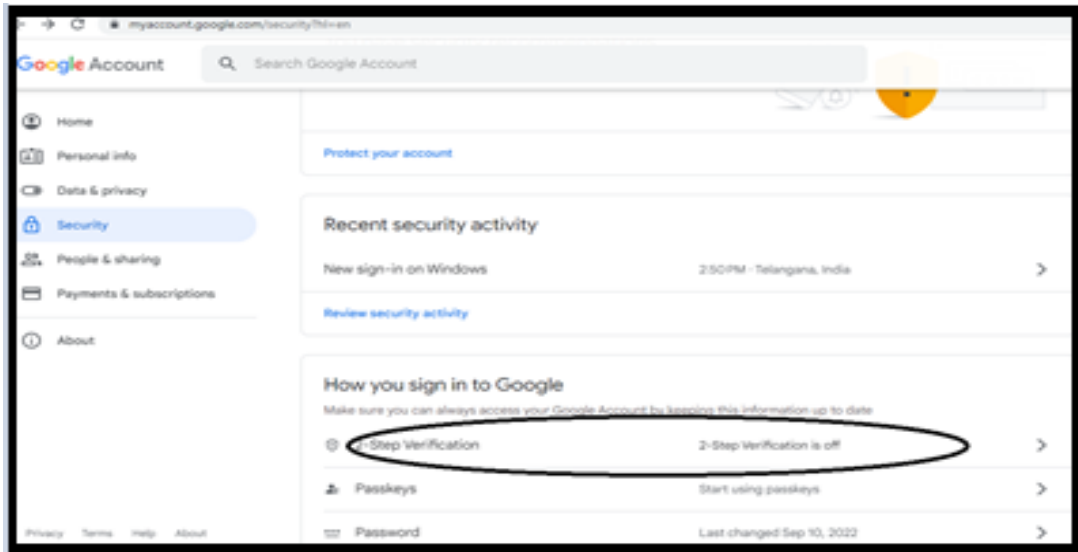 myaccount.google.com/security?hl=en
Google Account
Search Google Account
Home
Personal info
Data & privacy
Security
People & sharing
Payments & subscriptions
About
Protect your account
Recent security activity
New sign-in on Windows 2:50 PM · Telangana, India
Review security activity
How you sign in to Google
Make sure you can always access your Google Account by keeping this information up to date
2-Step Verification 2-Step Verification is off
Passkeys Start using passkeys
Password Last changed Sep 10, 2022
Privacy Terms Help About